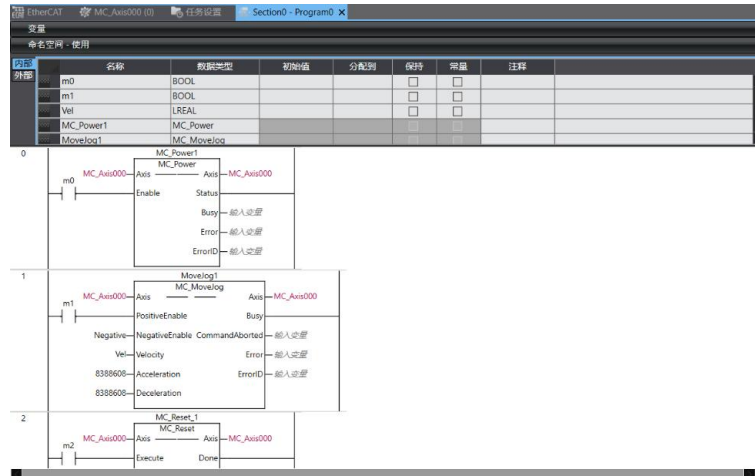 EtherCAT MC_Axis000 (0) 任务设置 Section0 - Program0 ×
变量
命名空间 - 使用
内部 名称 数据类型 初始值 分配到 保持 常量 注释
外部
m0 BOOL
m1 BOOL
Vel LREAL
MC_Power1 MC_Power
MoveJog1 MC_MoveJog
0 MC_Power1
MC_Power
m0 MC_Axis000 Axis Axis MC_Axis000
Enable Status
Busy 输入变量
Error 输入变量
ErrorID 输入变量
1 MoveJog1
MC_MoveJog
m1 MC_Axis000 Axis Axis MC_Axis000
PositiveEnable Busy
Negative NegativeEnable CommandAborted 输入变量
Vel Velocity Error 输入变量
8388608 Acceleration ErrorID 输入变量
8388608 Deceleration
2 MC_Reset_1
MC_Reset
m2 MC_Axis000 Axis Axis MC_Axis000
Execute Done